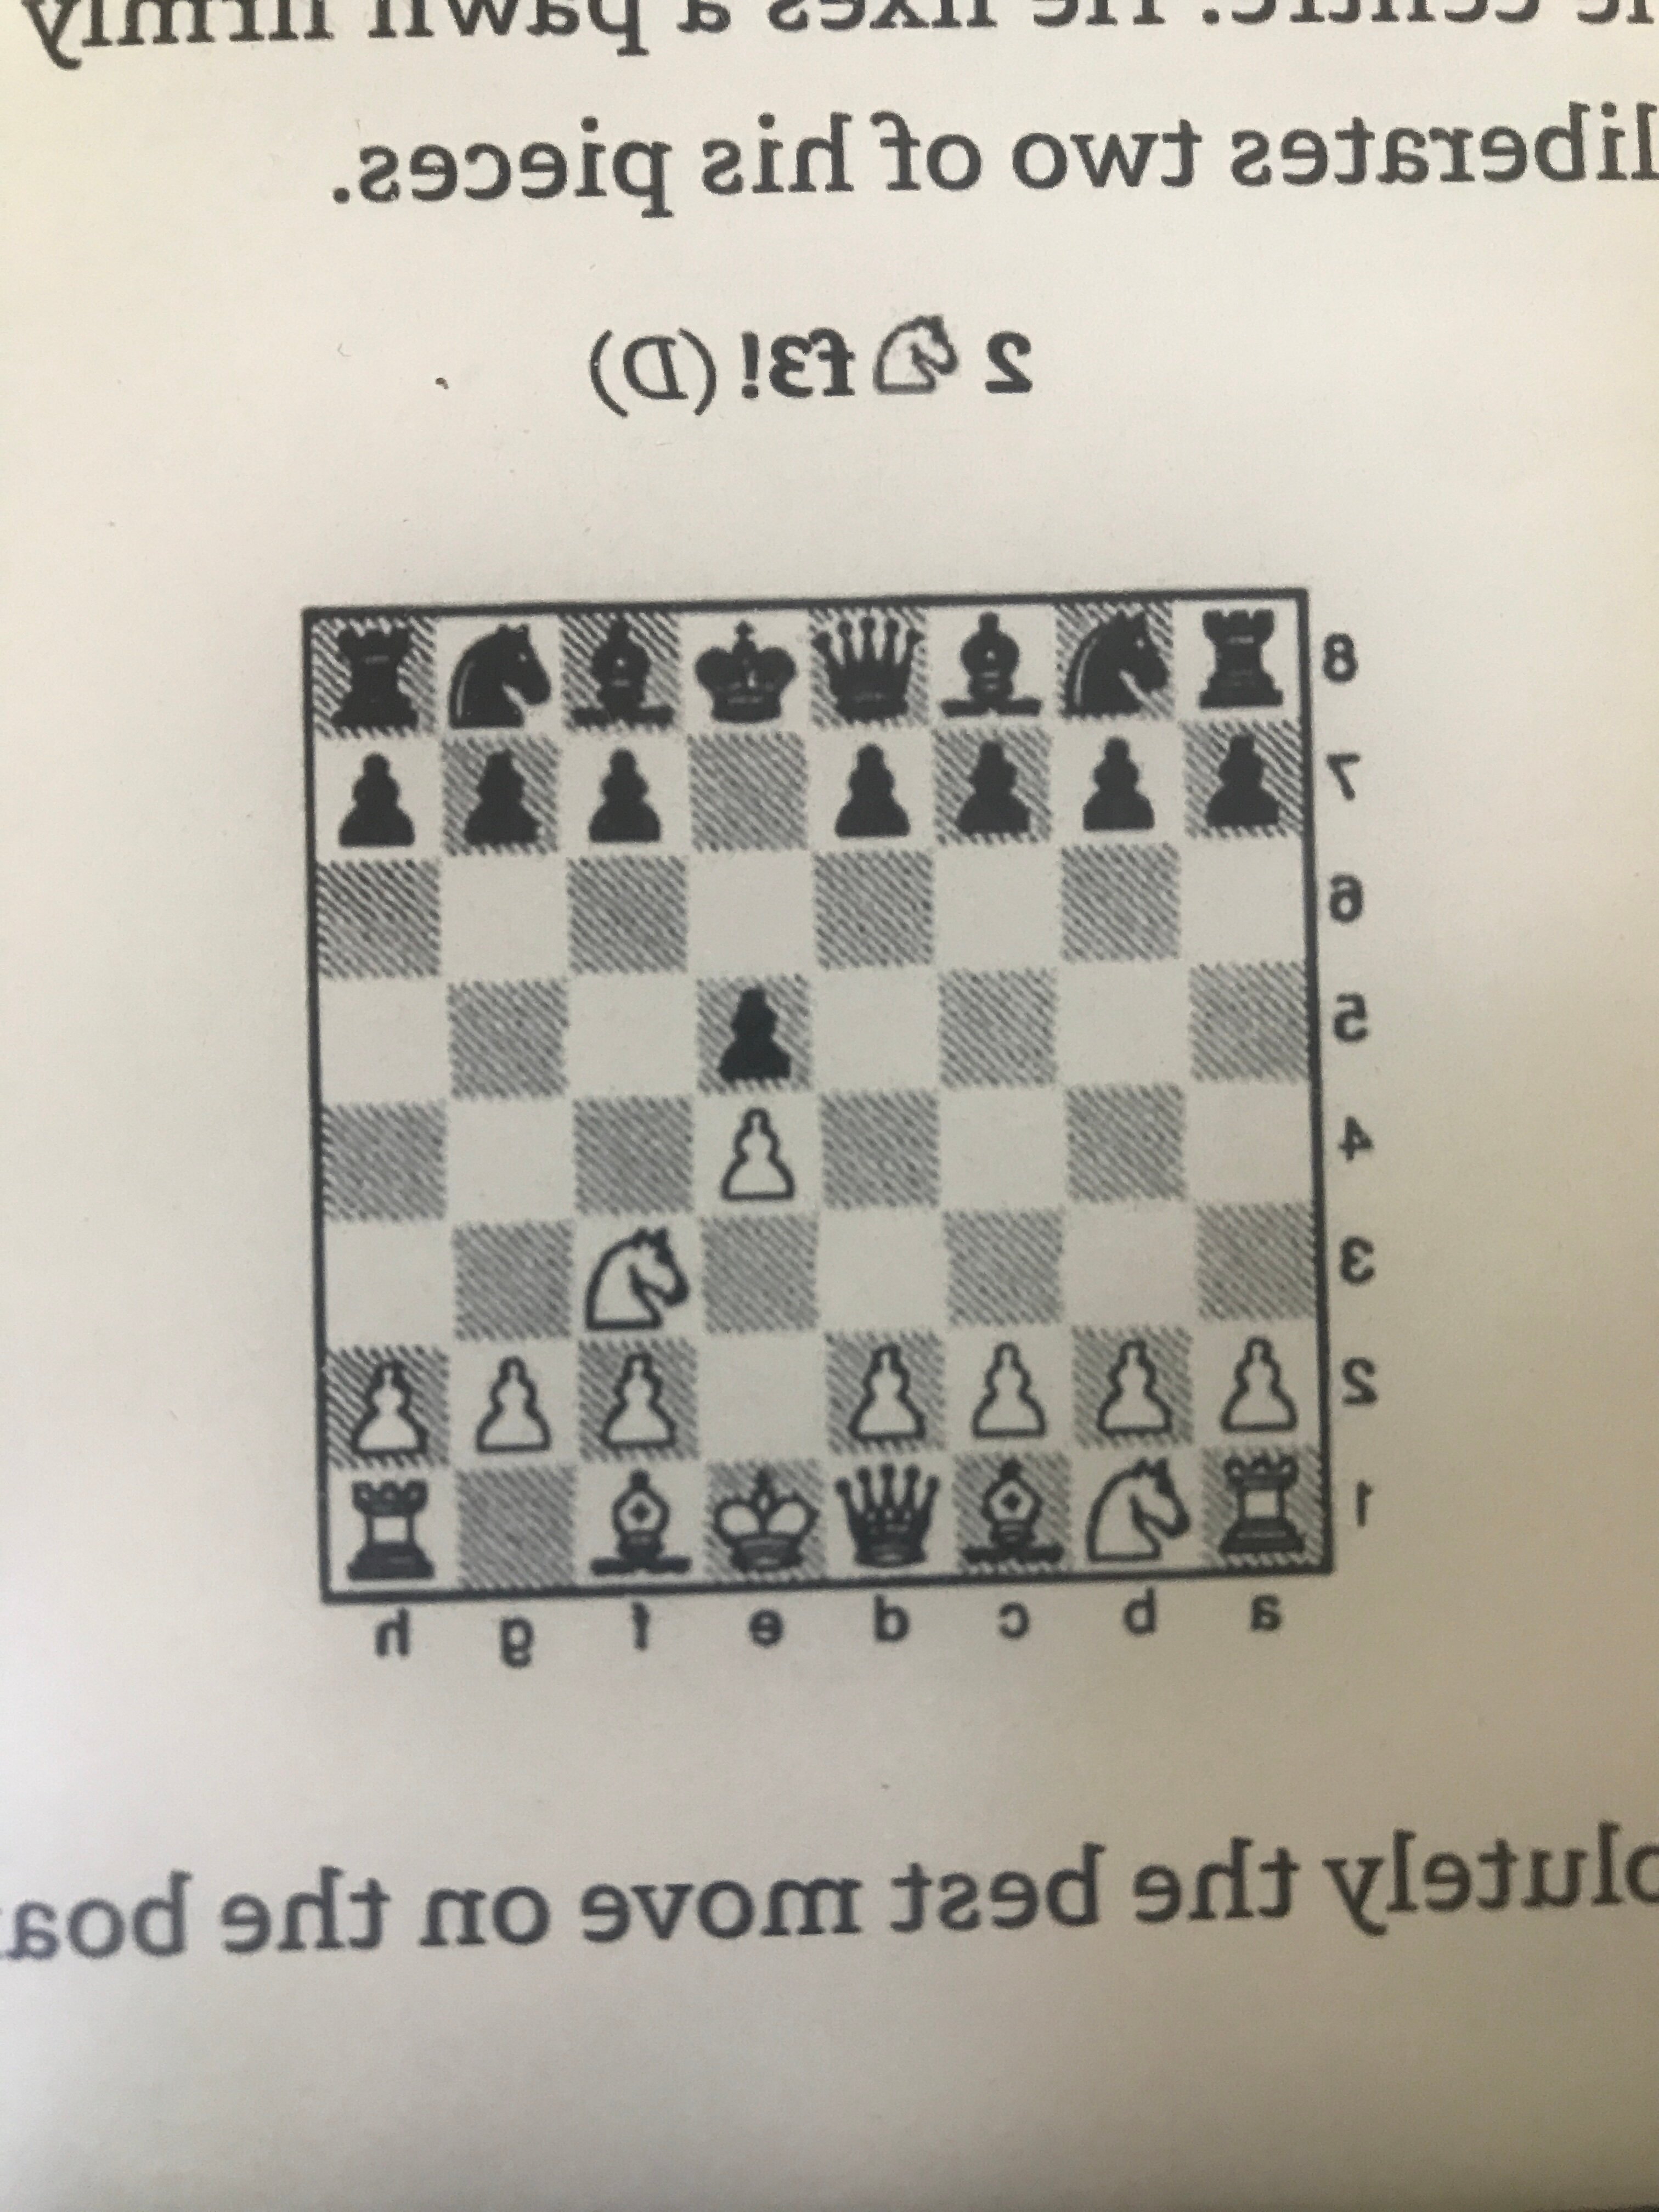 he centre. He fixes a pawn firmly
liberates two of his pieces.
2 ♘f3! (D)
8
7
6
5
4
3
2
1
a b c d e f g h
olutely the best move on the boa